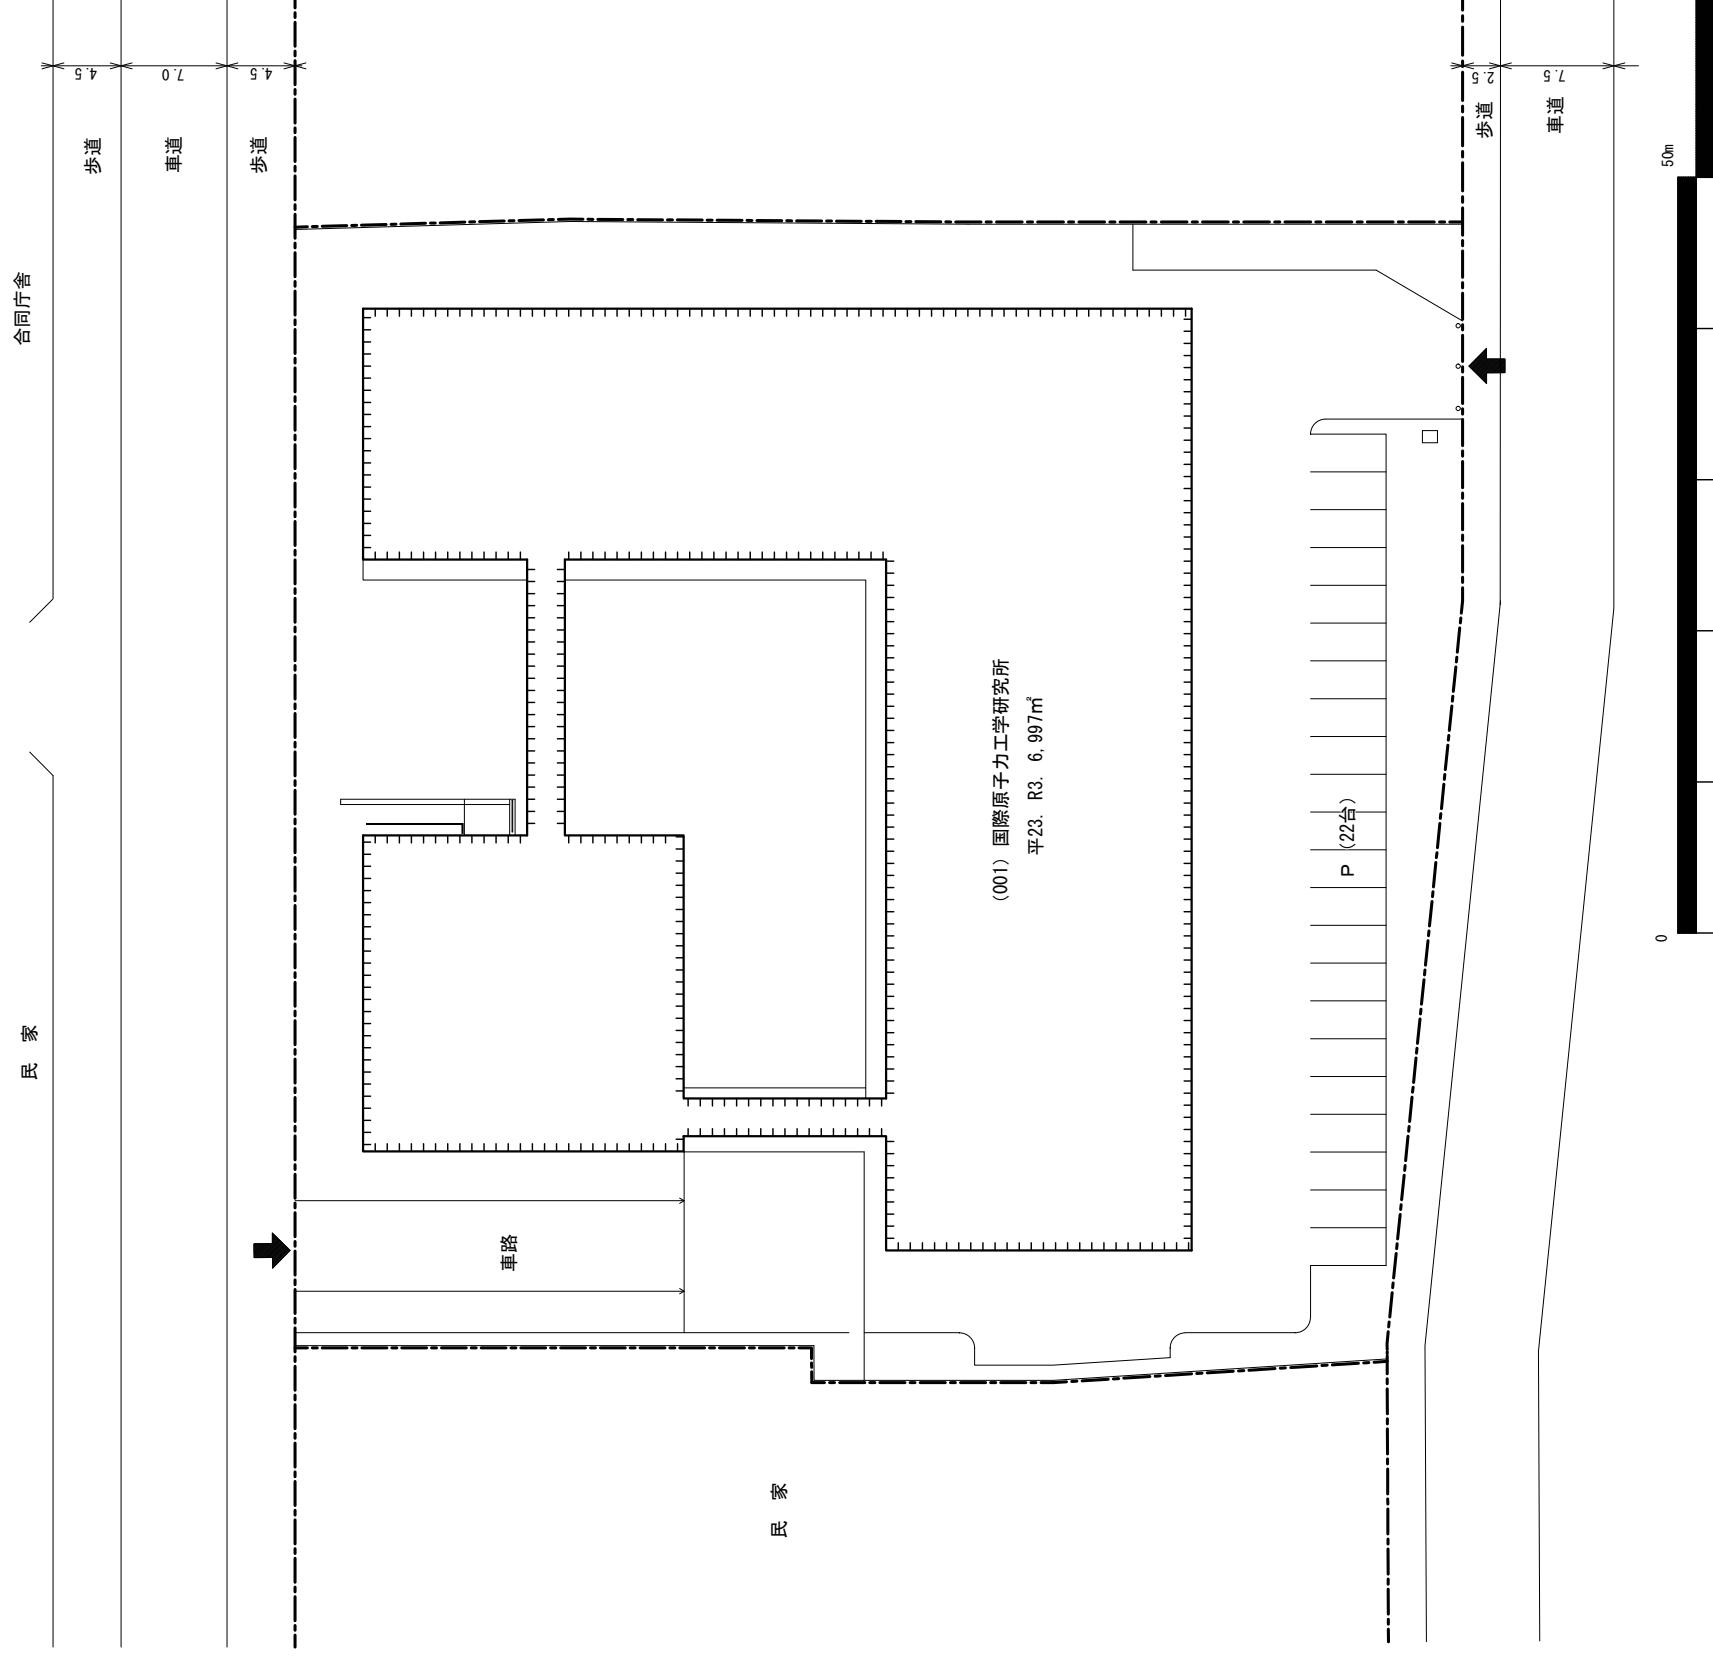 4.5
7.0
4.5
2.5
7.5
歩道
車道
歩道
歩道
車道
50m
合同庁舎
(001) 国際原子力工学研究所
平23. R3. 6,997㎡
P (22台)
0
民 家
車路
民 家